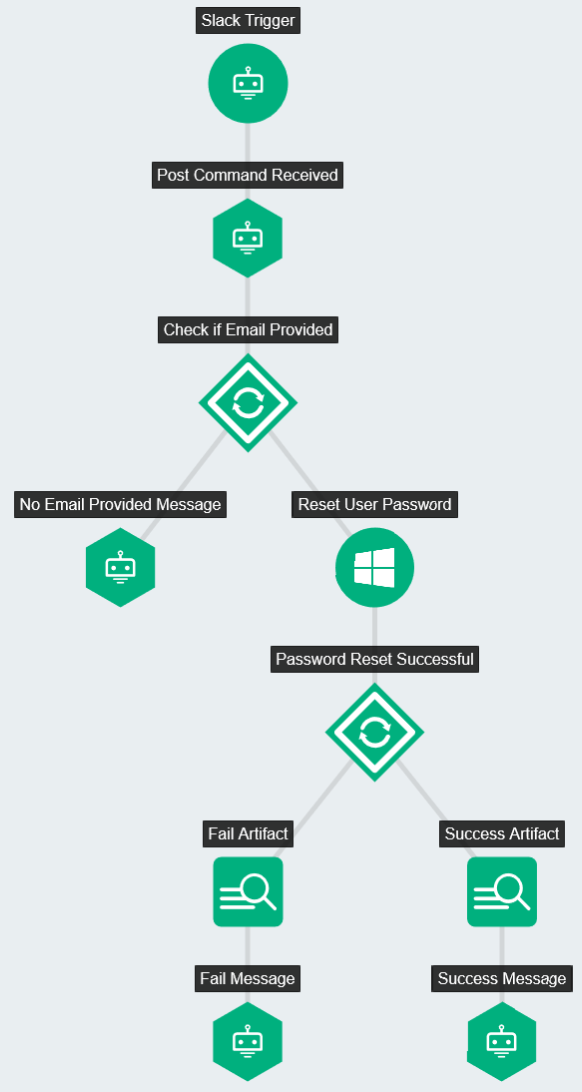 Slack Trigger
Post Command Received
Check if Email Provided
No Email Provided Message
Reset User Password
Password Reset Successful
Fail Artifact
Success Artifact
Fail Message
Success Message